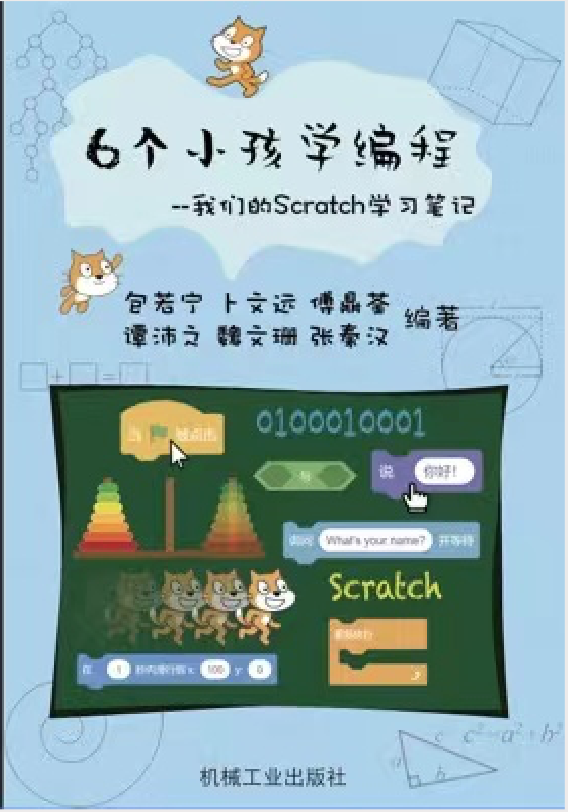 6个小孩学编程
--我们的Scratch学习笔记
包若宁 卜文远 傅鼎荃
谭沛之 魏文珊 张秦汉
编著
当 被点击
0100010001
与
说 你好!
询问 What's your name? 并等待
Scratch
重复执行
在 1 秒内滑行到 x: 100 y: 0
机械工业出版社
a
b
c
c²=a²+b²